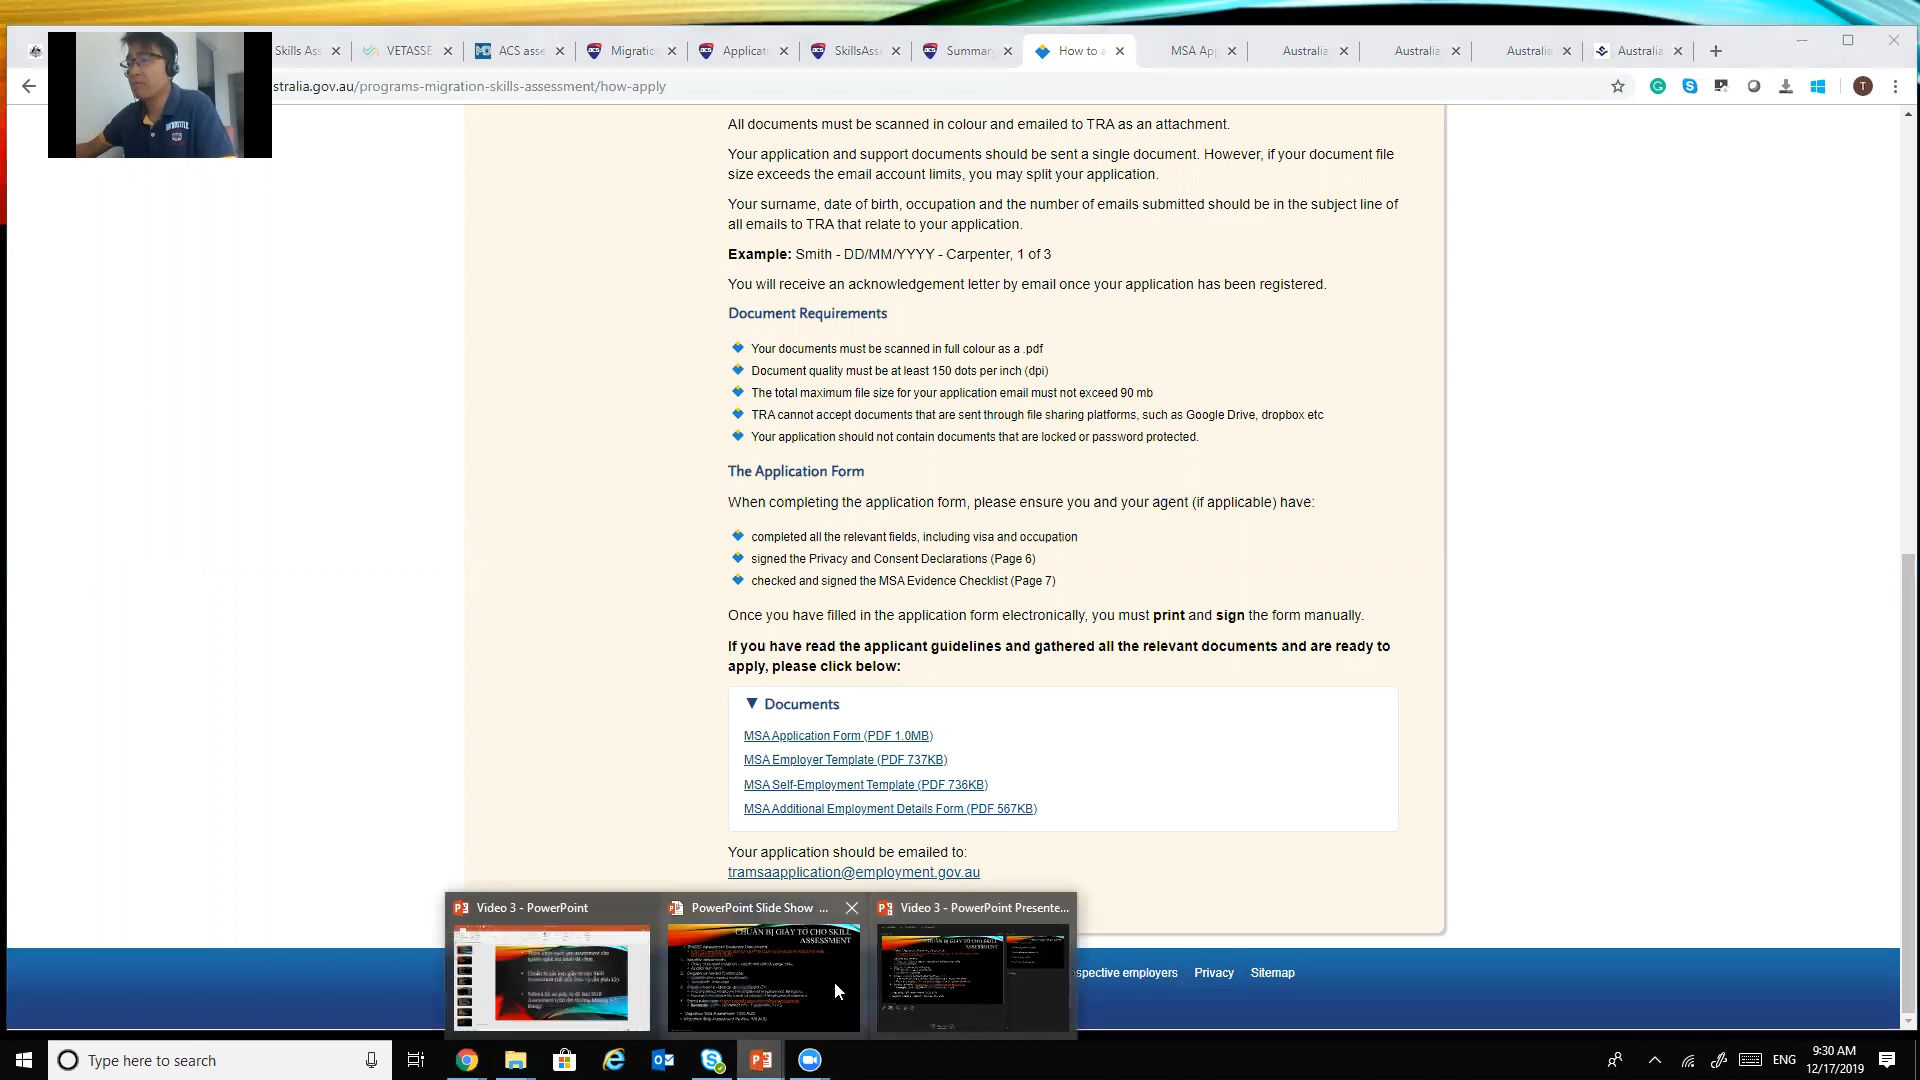 Skills Ass
VETASSE
ACS asse
Migratio
Applicati
SkillsAss
Summary
How to a
MSA App
Australia
Australia
Australia
Australia
stralia.gov.au/programs-migration-skills-assessment/how-apply
T
All documents must be scanned in colour and emailed to TRA as an attachment.
Your application and support documents should be sent a single document. However, if your document file
size exceeds the email account limits, you may split your application.
Your surname, date of birth, occupation and the number of emails submitted should be in the subject line of
all emails to TRA that relate to your application.
Example: Smith - DD/MM/YYYY - Carpenter, 1 of 3
You will receive an acknowledgement letter by email once your application has been registered.
Document Requirements
Your documents must be scanned in full colour as a .pdf
Document quality must be at least 150 dots per inch (dpi)
The total maximum file size for your application email must not exceed 90 mb
TRA cannot accept documents that are sent through file sharing platforms, such as Google Drive, dropbox etc
Your application should not contain documents that are locked or password protected.
The Application Form
When completing the application form, please ensure you and your agent (if applicable) have:
completed all the relevant fields, including visa and occupation
signed the Privacy and Consent Declarations (Page 6)
checked and signed the MSA Evidence Checklist (Page 7)
Once you have filled in the application form electronically, you must print and sign the form manually.
If you have read the applicant guidelines and gathered all the relevant documents and are ready to
apply, please click below:
Documents
MSA Application Form (PDF 1.0MB)
MSA Employer Template (PDF 737KB)
MSA Self-Employment Template (PDF 736KB)
MSA Additional Employment Details Form (PDF 567KB)
Your application should be emailed to:
tramsaapplication@employment.gov.au
Video 3 - PowerPoint
PowerPoint Slide Show ...
Video 3 - PowerPoint Presente...
CHUẨN BỊ GIẤY TỜ CHO SKILL
ASSESSMENT
spective employers
Privacy
Sitemap
Type here to search
ENG
9:30 AM
12/17/2019